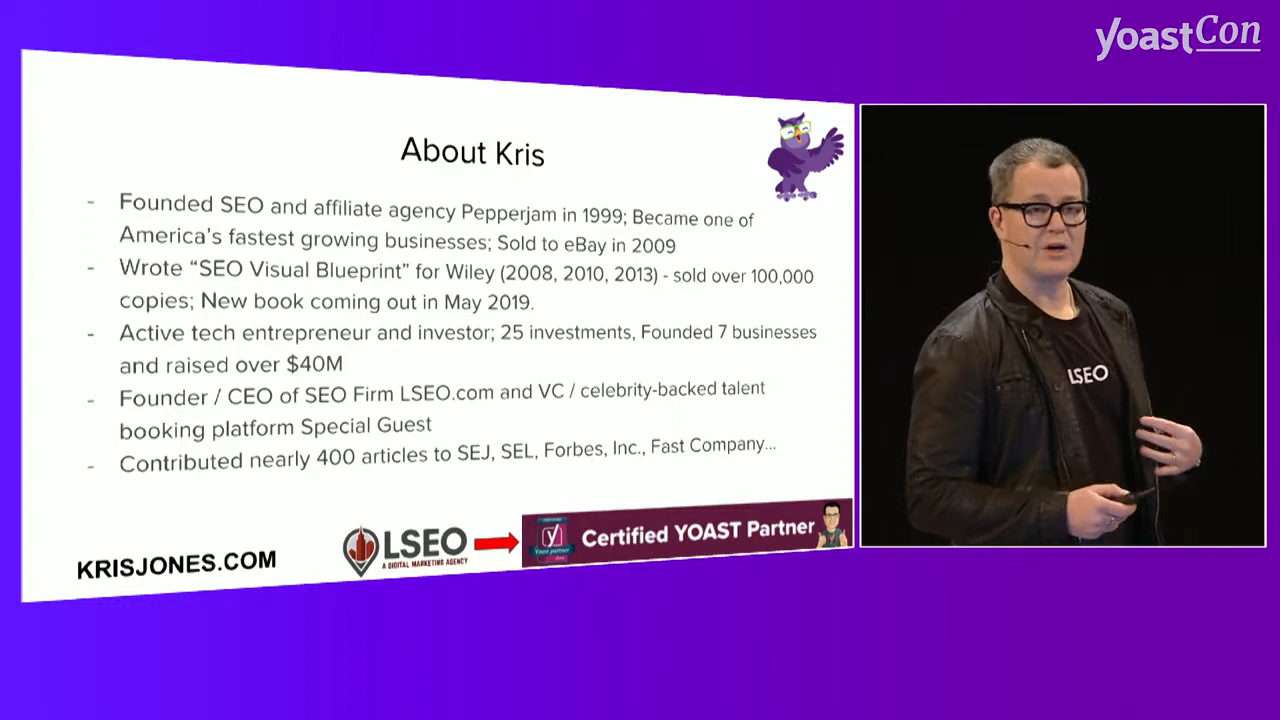 yoastCon
About Kris
- Founded SEO and affiliate agency Pepperjam in 1999; Became one of
America's fastest growing businesses; Sold to eBay in 2009
- Wrote “SEO Visual Blueprint” for Wiley (2008, 2010, 2013) - sold over 100,000
copies; New book coming out in May 2019.
- Active tech entrepreneur and investor; 25 investments, Founded 7 businesses
and raised over $40M
- Founder / CEO of SEO Firm LSEO.com and VC / celebrity-backed talent
booking platform Special Guest
- Contributed nearly 400 articles to SEJ, SEL, Forbes, Inc., Fast Company...
LSEO
KRISJONES.COM
LSEO
A DIGITAL MARKETING AGENCY
y
Yoast partner
Certified YOAST Partner